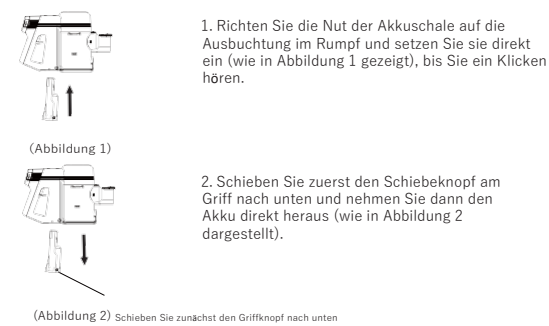 1. Richten Sie die Nut der Akkuschale auf die
Ausbuchtung im Rumpf und setzen Sie sie direkt
ein (wie in Abbildung 1 gezeigt), bis Sie ein Klicken
hören.
(Abbildung 1)
2. Schieben Sie zuerst den Schiebeknopf am
Griff nach unten und nehmen Sie dann den
Akku direkt heraus (wie in Abbildung 2
dargestellt).
(Abbildung 2) Schieben Sie zunächst den Griffknopf nach unten